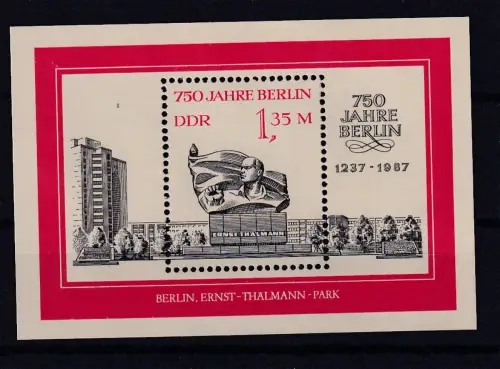 750 JAHRE BERLIN
DDR 1,35 M
ERNST THÄLMANN
750
JAHRE
BERLIN
1237-1987
BERLIN, ERNST-THÄLMANN-PARK